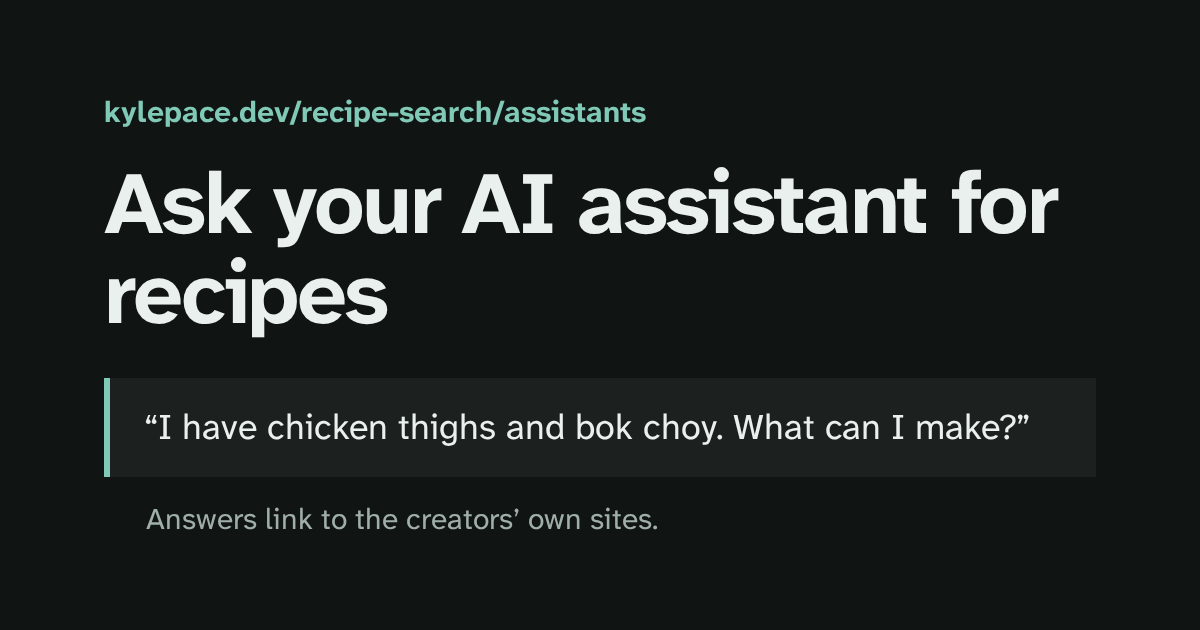 kylepace.dev/recipe-search/assistants
Ask your AI assistant for
recipes
“I have chicken thighs and bok choy. What can I make?”
Answers link to the creators’ own sites.